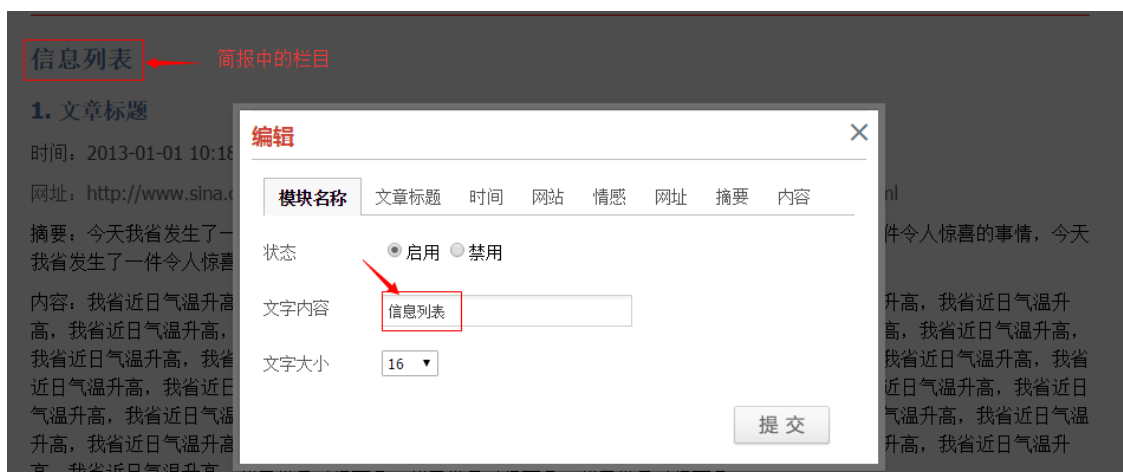 信息列表
简报中的栏目
1. 文章标题
时间：2013-01-01 10:18
网址：http://www.sina.c
ml
摘要：今天我省发生了一
件令人惊喜的事情，今天
我省发生了一件令人惊喜
内容：我省近日气温升高
升高，我省近日气温升
高，我省近日气温升高，
高，我省近日气温升高，
我省近日气温升高，我省
我省近日气温升高，我省
近日气温升高，我省近日
近日气温升高，我省近日
气温升高，我省近日气温
气温升高，我省近日气温
升高，我省近日气温升高
升高，我省近日气温升
编辑
模块名称 文章标题 时间 网站 情感 网址 摘要 内容
状态 启用 禁用
文字内容 信息列表
文字大小 16
提 交